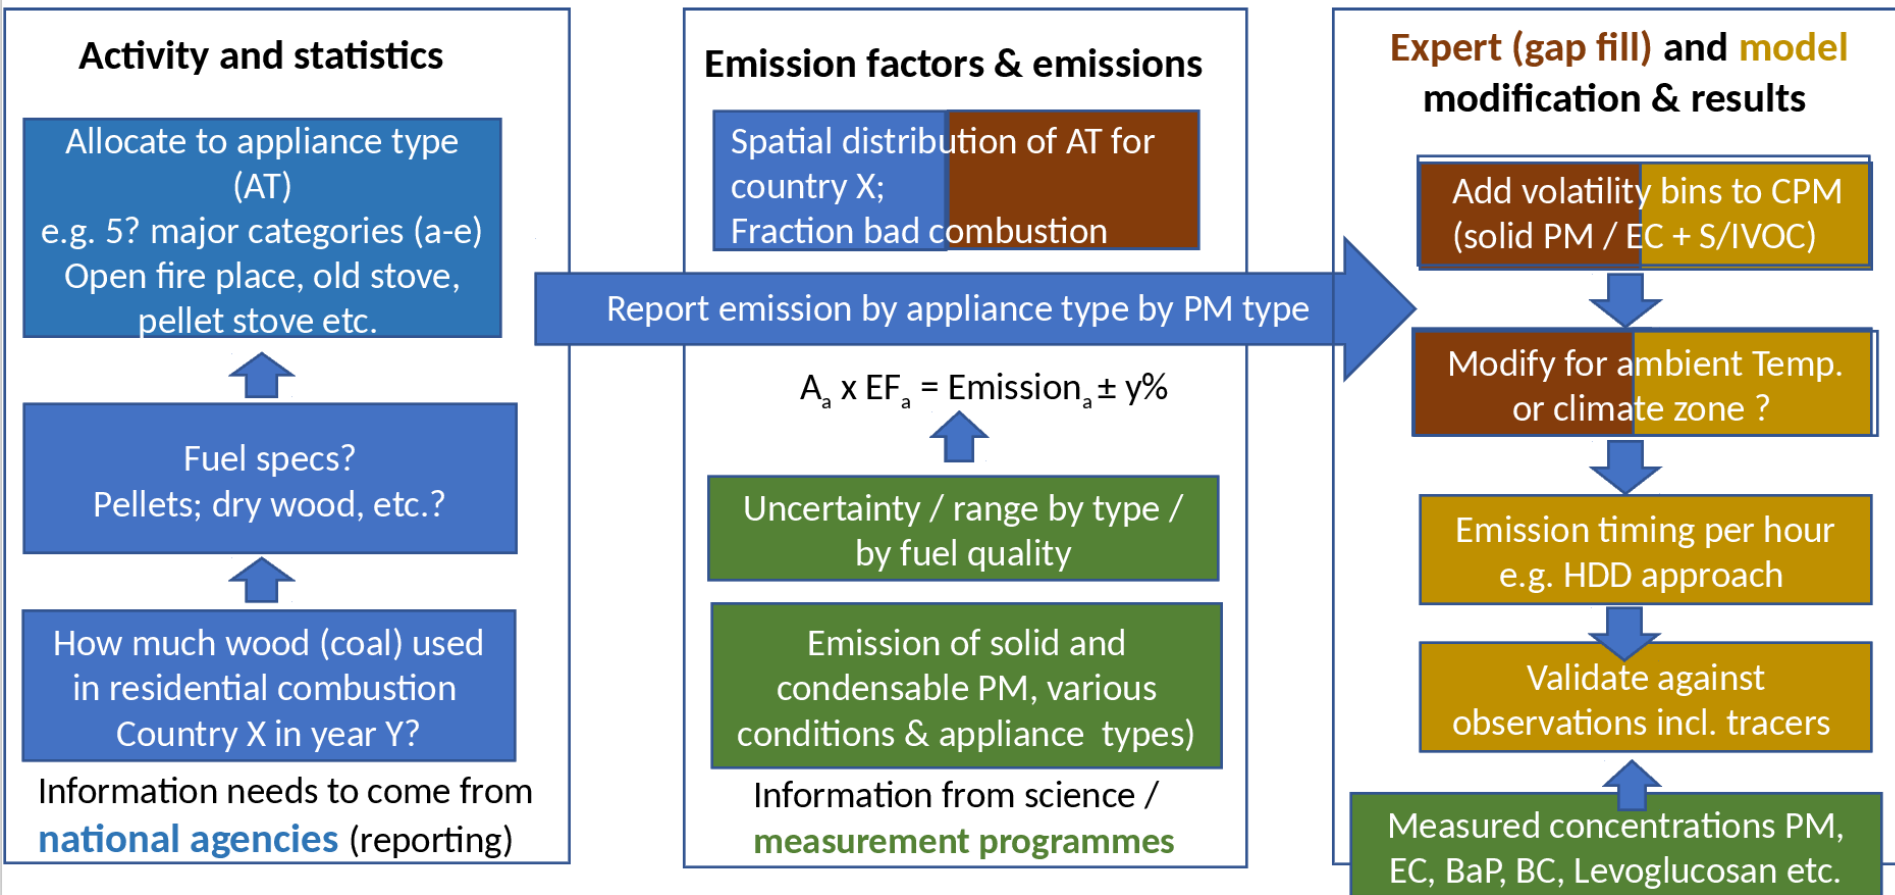 Activity and statistics
Allocate to appliance type
(AT)
e.g. 5? major categories (a-e)
Open fire place, old stove,
pellet stove etc.
Fuel specs?
Pellets; dry wood, etc.?
How much wood (coal) used
in residential combustion
Country X in year Y?
Information needs to come from
national agencies (reporting)
Emission factors & emissions
Spatial distribution of AT for
country X;
Fraction bad combustion
Report emission by appliance type by PM type
Aₐ x EFₐ = Emissionₐ ± y%
Uncertainty / range by type /
by fuel quality
Emission of solid and
condensable PM, various
conditions & appliance types)
Information from science /
measurement programmes
Expert (gap fill) and model
modification & results
Add volatility bins to CPM
(solid PM / EC + S/IVOC)
Modify for ambient Temp.
or climate zone ?
Emission timing per hour
e.g. HDD approach
Validate against
observations incl. tracers
Measured concentrations PM,
EC, BaP, BC, Levoglucosan etc.